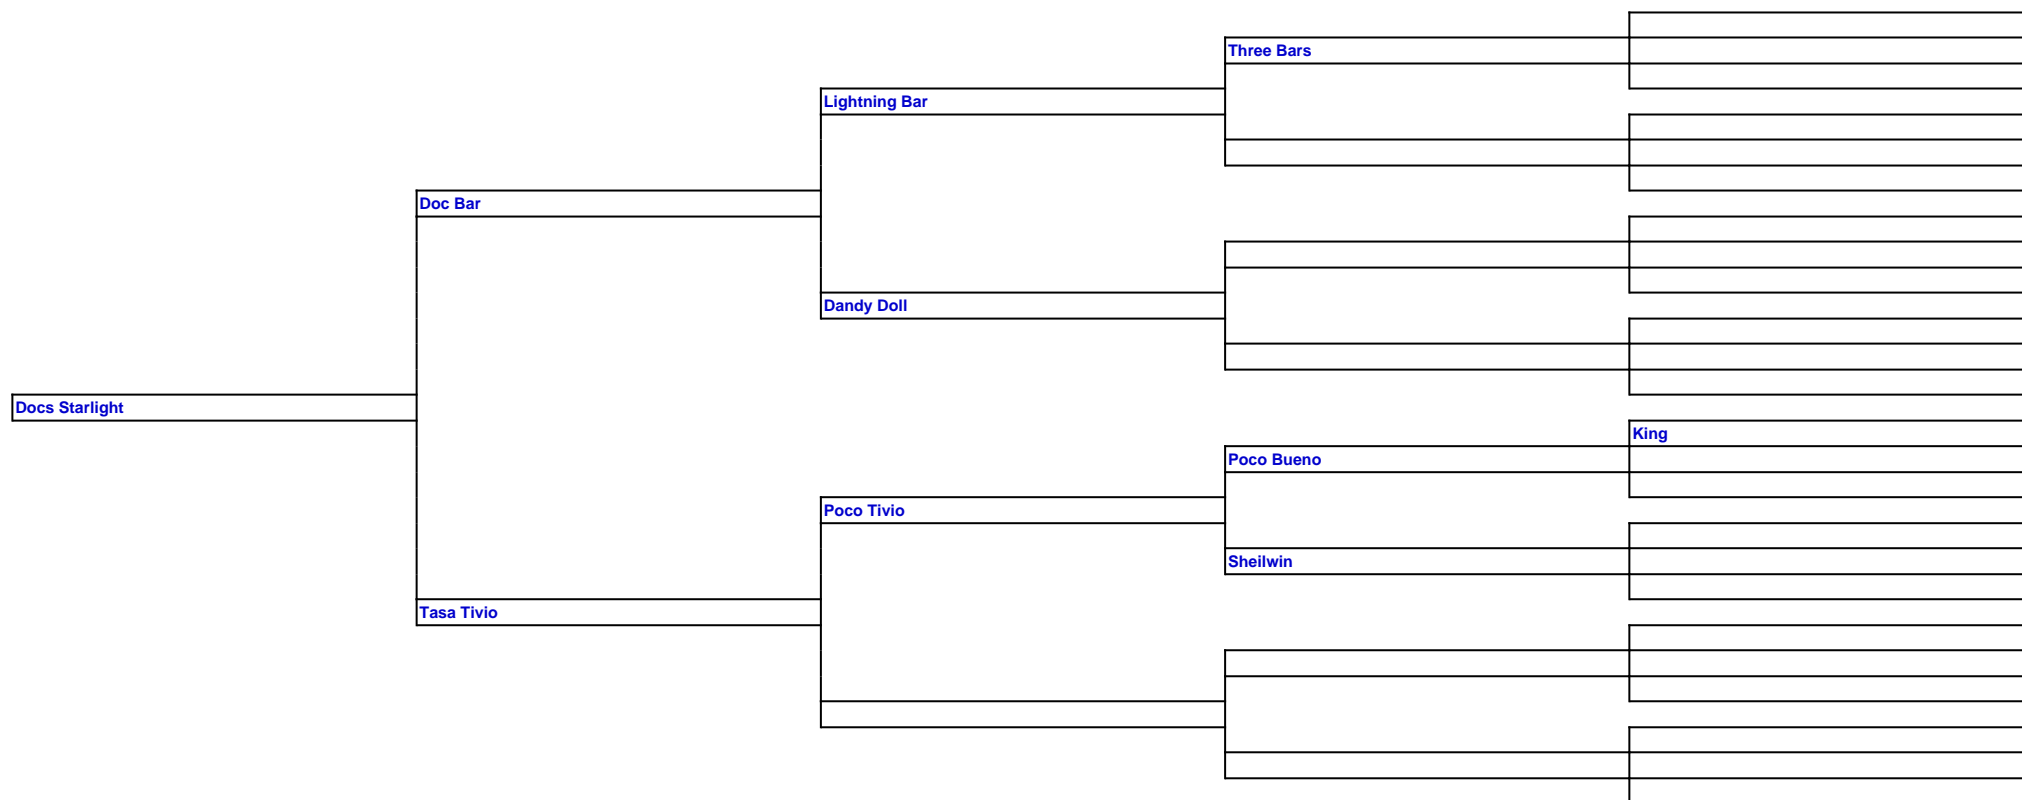 Three Bars
Lightning Bar
Doc Bar
Dandy Doll
Docs Starlight
King
Poco Bueno
Poco Tivio
Sheilwin
Tasa Tivio